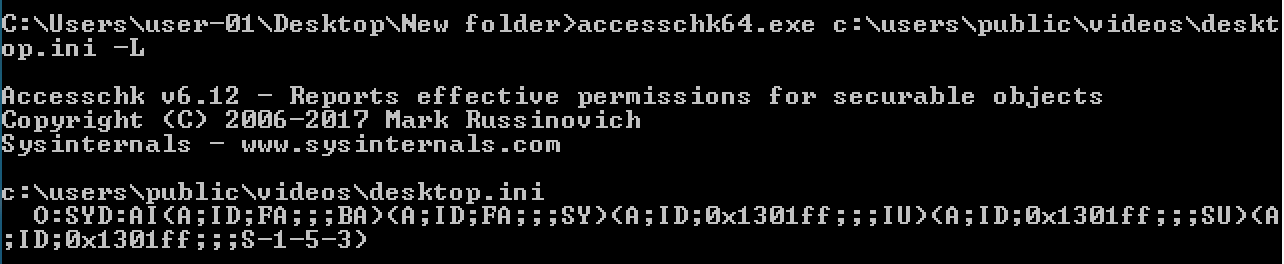 C:\Users\user-01\Desktop\New folder>accesschk64.exe c:\users\public\videos\deskt
op.ini -L
Accesschk v6.12 - Reports effective permissions for securable objects
Copyright (C) 2006-2017 Mark Russinovich
Sysinternals - www.sysinternals.com
c:\users\public\videos\desktop.ini
O:SYD:AI(A;ID;FA;;;BA)(A;ID;FA;;;SY)(A;ID;0x1301ff;;;IU)(A;ID;0x1301ff;;;SU)(A
;ID;0x1301ff;;;S-1-5-3)